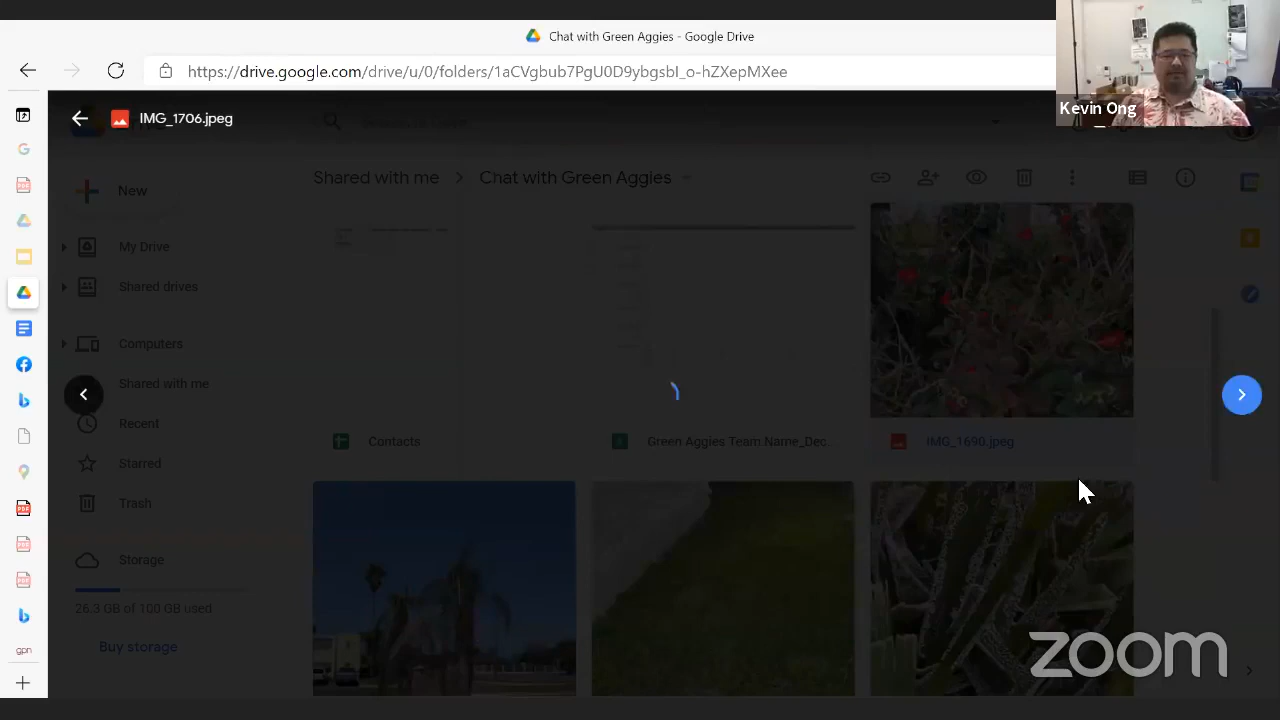 Chat with Green Aggies - Google Drive
https://drive.google.com/drive/u/0/folders/1aCVgbub7PgU0D9ybgsbI_o-hZXepMXee
Kevin Ong
IMG_1706.jpeg
New
Shared with me > Chat with Green Aggies
My Drive
Shared drives
Computers
Shared with me
Recent
Starred
Trash
Storage
26.3 GB of 100 GB used
Buy storage
Contacts
Green Aggies Team Name_Dec...
IMG_1690.jpeg
gpn
zoom